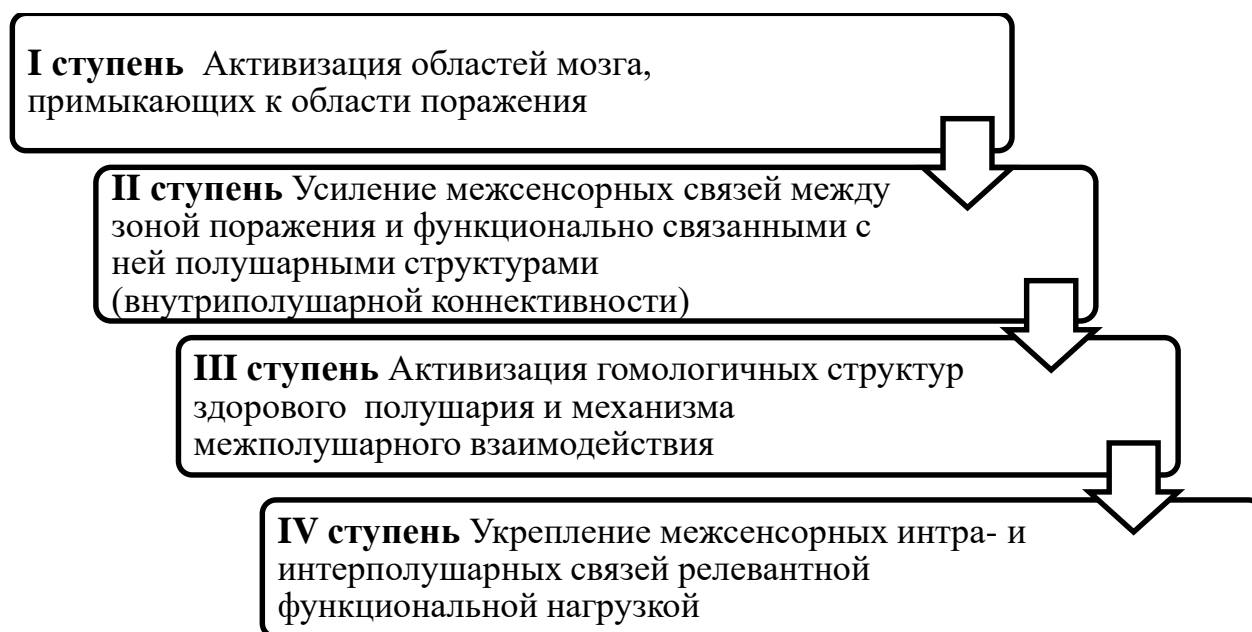 I ступень Активизация областей мозга,
примыкающих к области поражения
II ступень Усиление межсенсорных связей между
зоной поражения и функционально связанными с
ней полушарными структурами
(внутриполушарной коннективности)
III ступень Активизация гомологичных структур
здорового полушария и механизма
межполушарного взаимодействия
IV ступень Укрепление межсенсорных интра- и
интерполушарных связей релевантной
функциональной нагрузкой